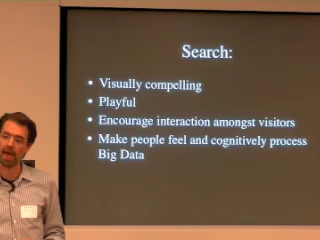 Search:
• Visually compelling
• Playful
• Encourage interaction amongst visitors
• Make people feel and cognitively process
Big Data